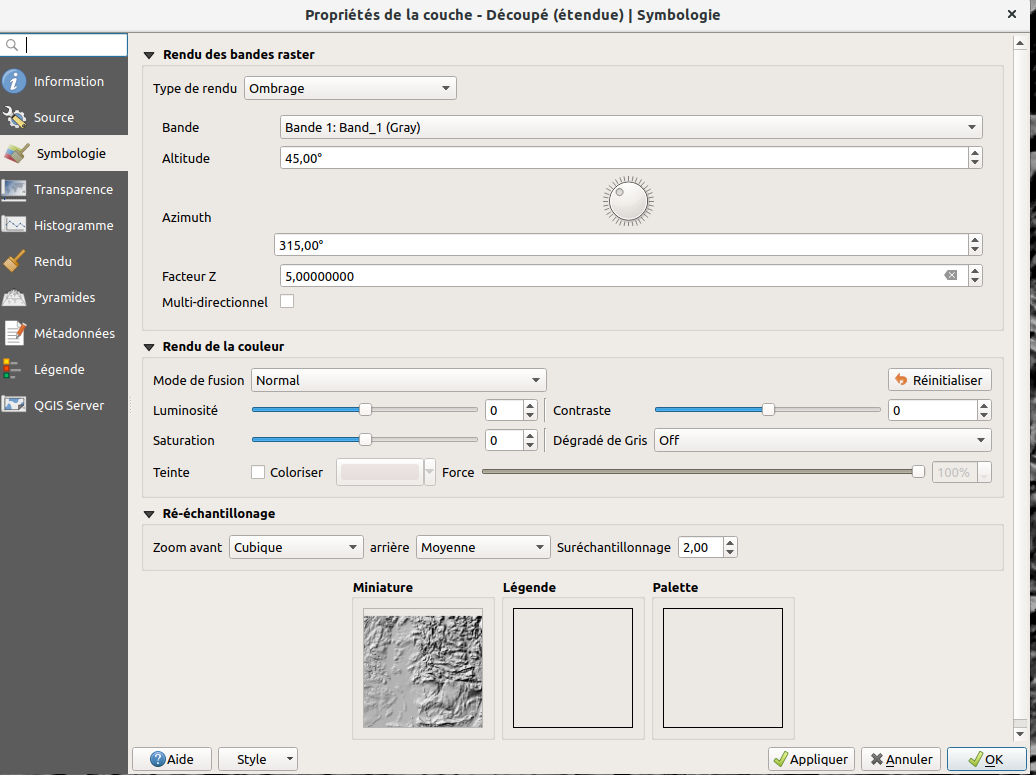 Propriétés de la couche - Découpé (étendue) | Symbologie
Information
Source
Symbologie
Transparence
Histogramme
Rendu
Pyramides
Métadonnées
Légende
QGIS Server
Rendu des bandes raster
Type de rendu Ombrage
Bande Bande 1: Band_1 (Gray)
Altitude 45,00°
Azimuth
315,00°
Facteur Z 5,00000000
Multi-directionnel
Rendu de la couleur
Mode de fusion Normal Réinitialiser
Luminosité 0 Contraste 0
Saturation 0 Dégradé de Gris Off
Teinte Coloriser Force 100%
Ré-échantillonage
Zoom avant Cubique arrière Moyenne Suréchantillonnage 2,00
Miniature Légende Palette
Aide Style Appliquer Annuler OK